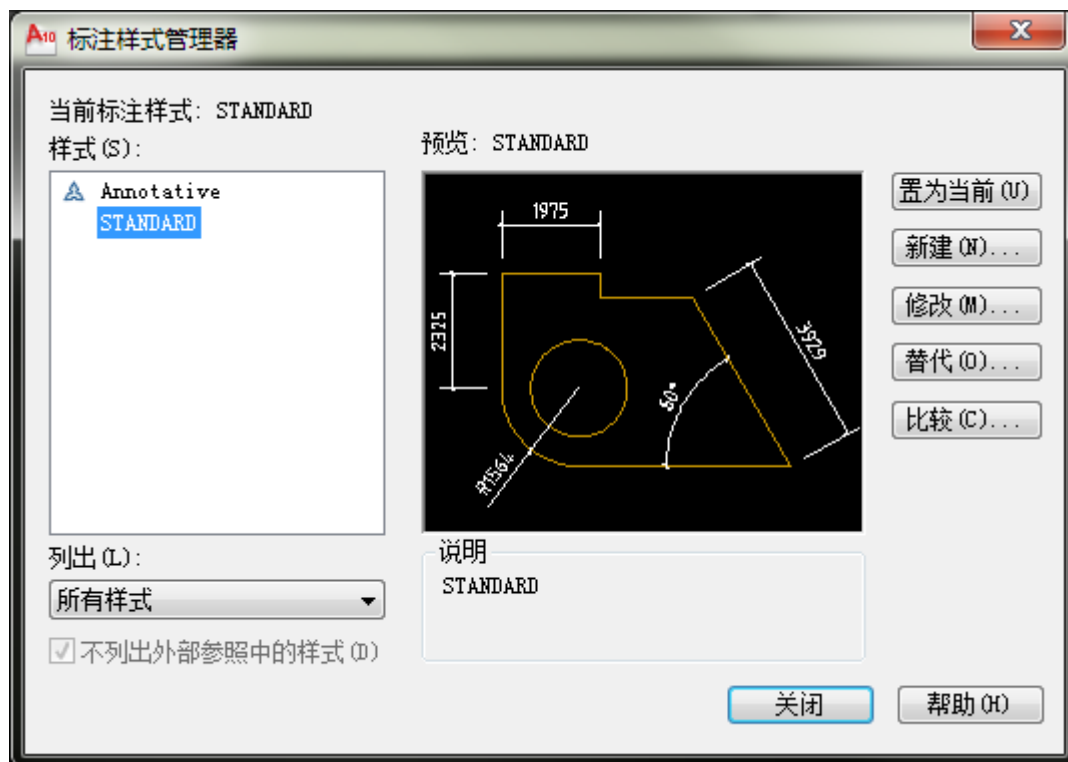 A10 标注样式管理器
X
当前标注样式: STANDARD
样式(S):
Annotative
STANDARD
预览: STANDARD
1975
2325
3929
60°
R1564
置为当前(U)
新建(N)...
修改(M)...
替代(O)...
比较(C)...
列出(L):
所有样式
不列出外部参照中的样式(D)
说明
STANDARD
关闭
帮助(H)